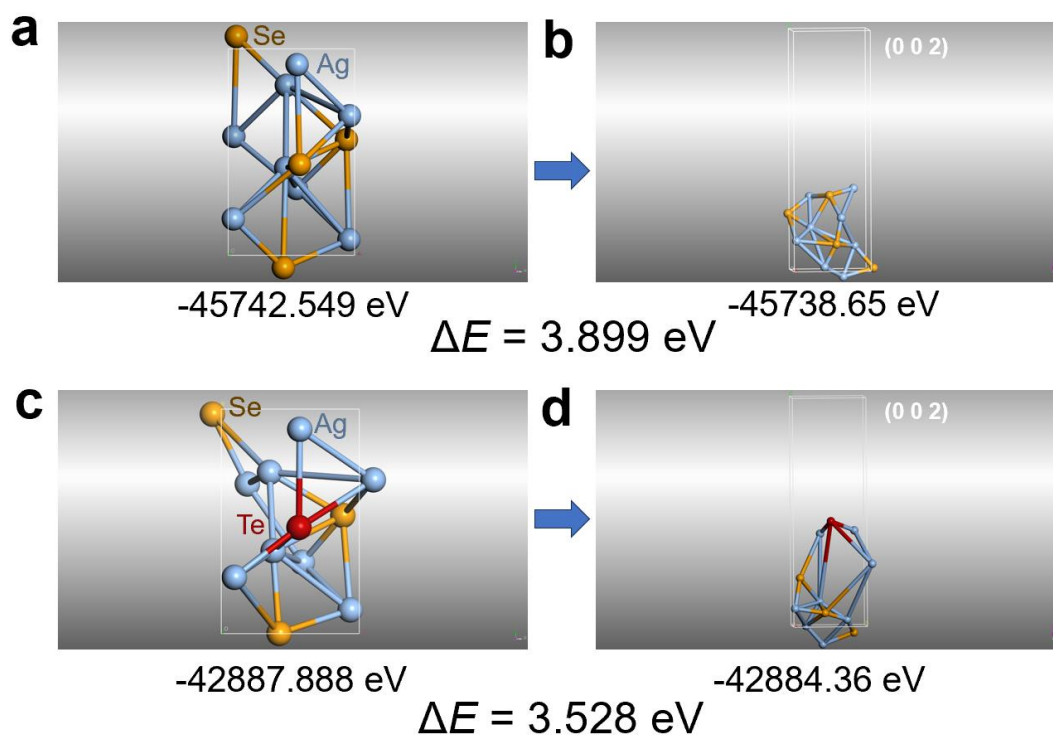 a
Se
Ag
b
(0 0 2)
-45742.549 eV
-45738.65 eV
ΔE = 3.899 eV
c
Se
Ag
Te
d
(0 0 2)
-42887.888 eV
-42884.36 eV
ΔE = 3.528 eV